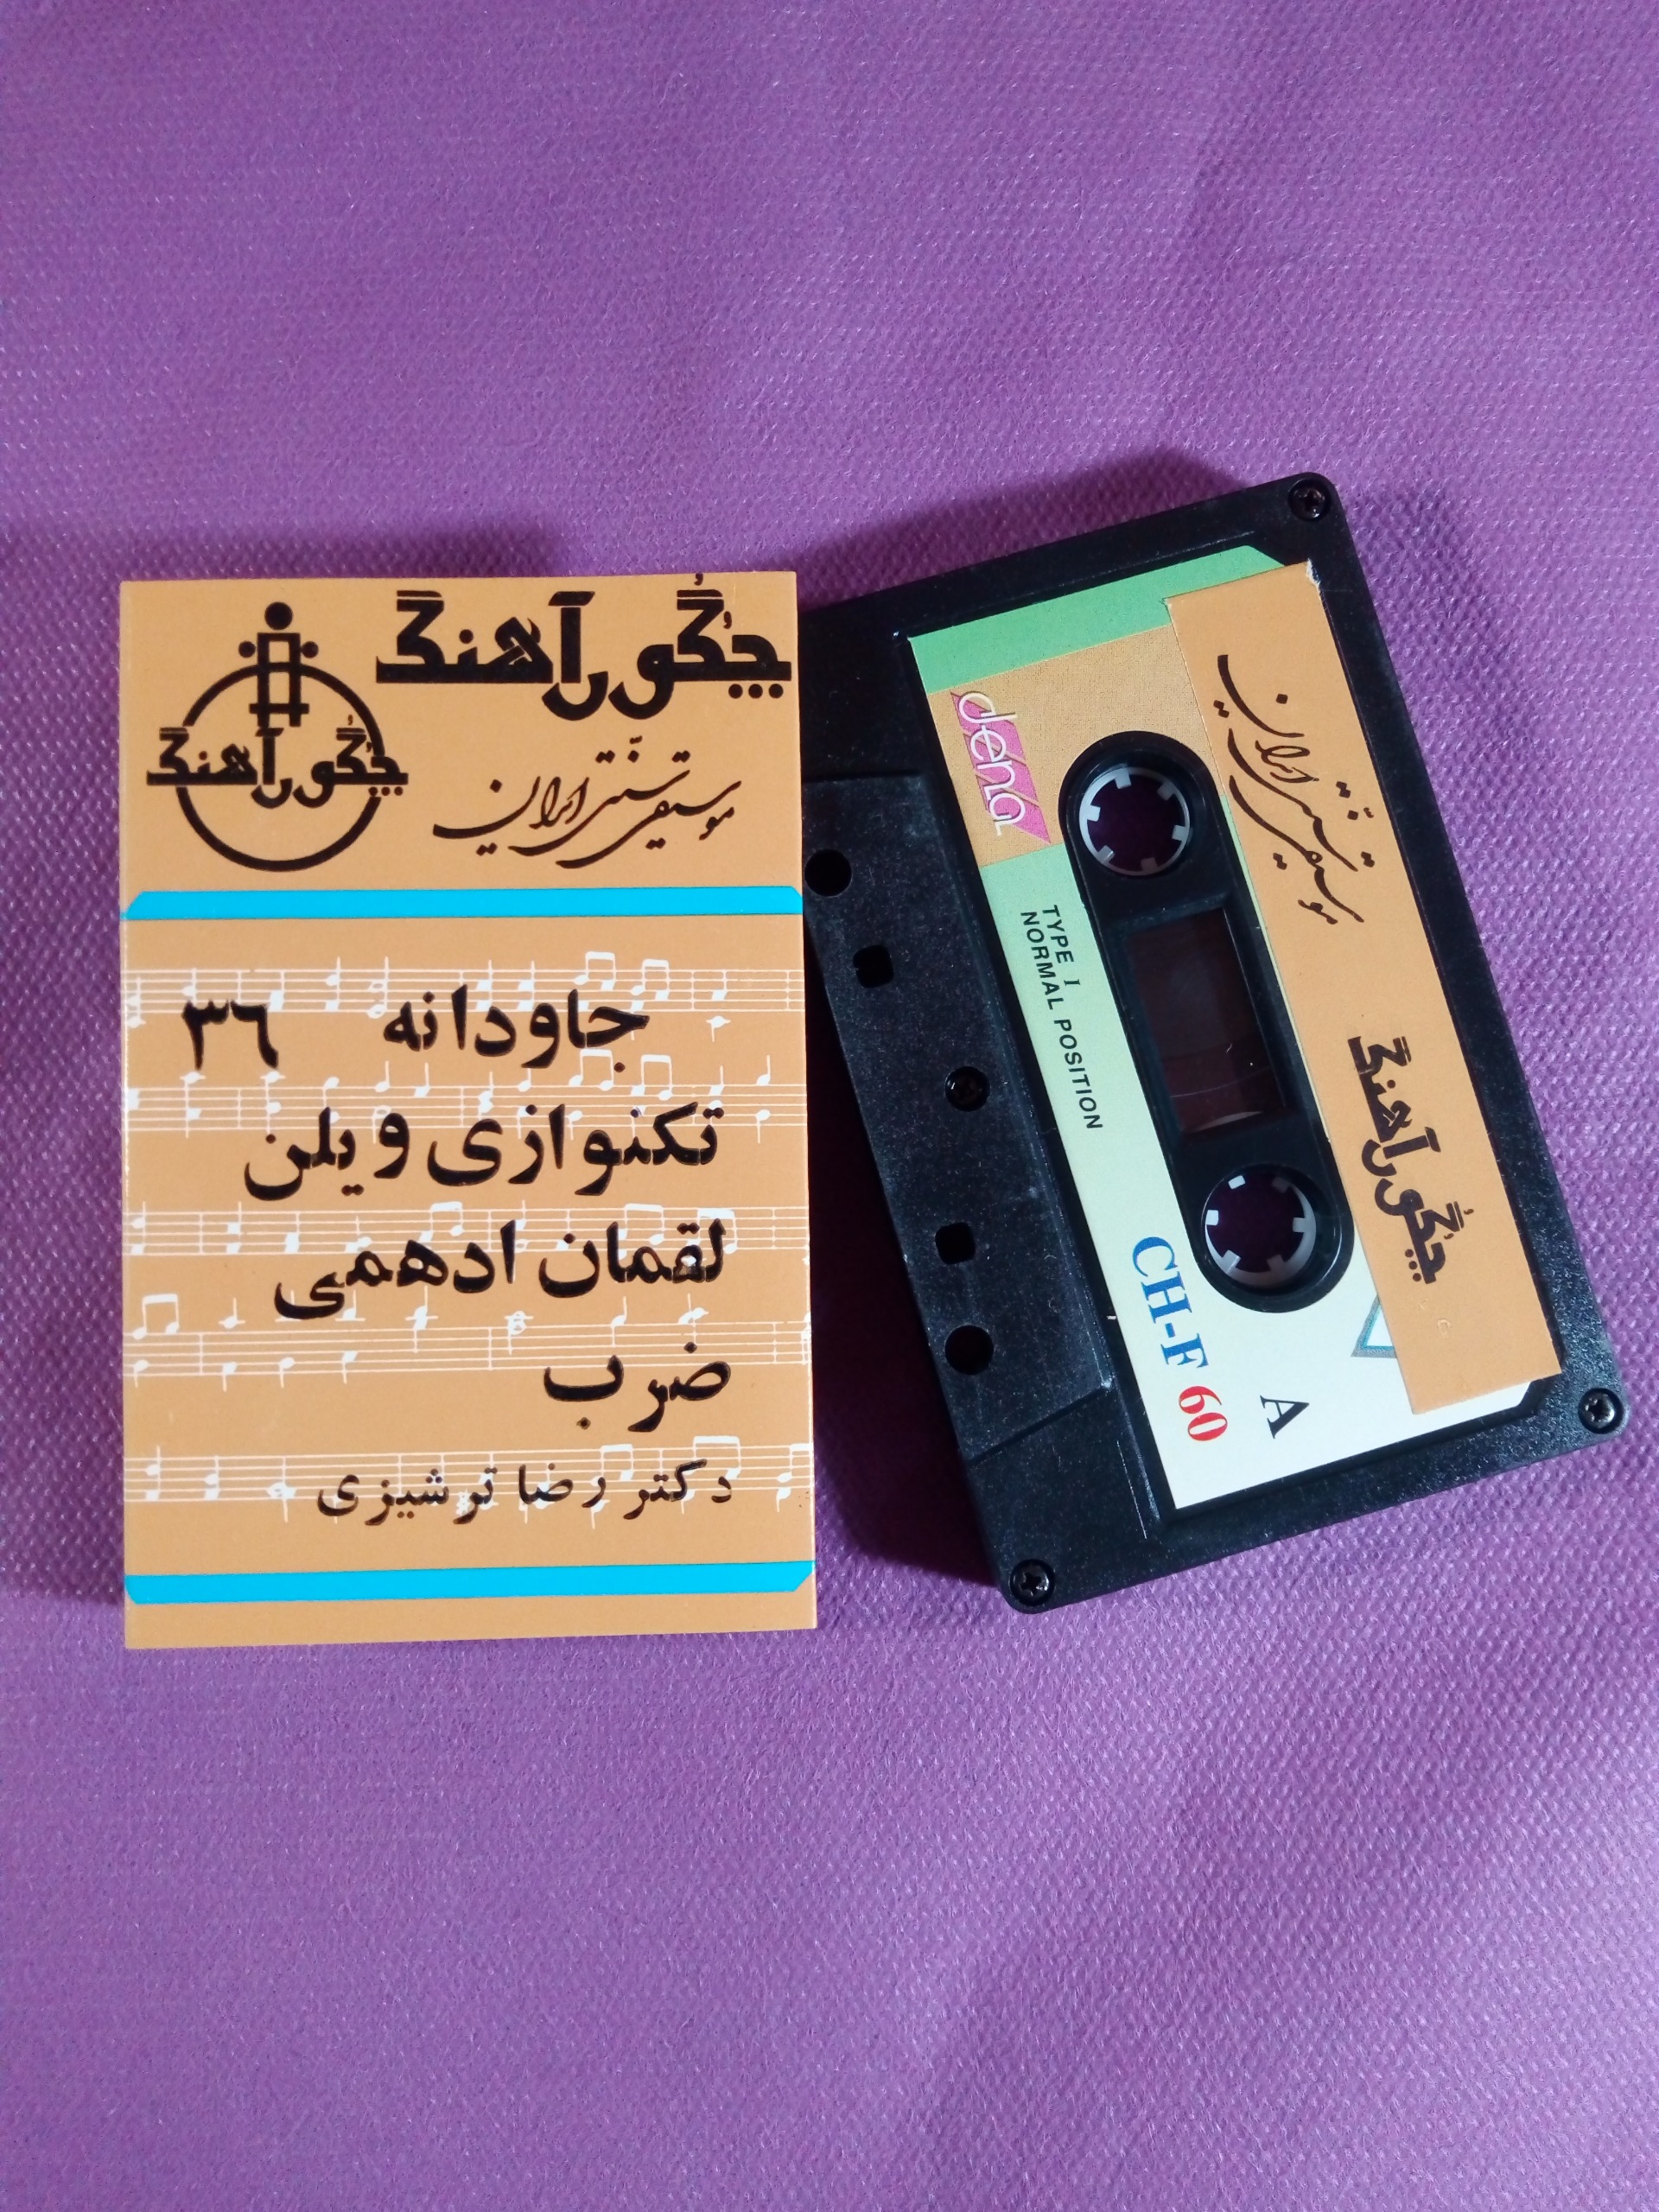 چگور آهنگ
چگور آهنگ
موسیقی سنتی ایران
جاودانه ۳۶
تکنوازی ویلن
لقمان ادهمی
ضرب
دکتر رضا ترشیزی
موسیقی سنتی ایران
چگور آهنگ
dena
TYPE I
NORMAL POSITION
CH-F 60
A